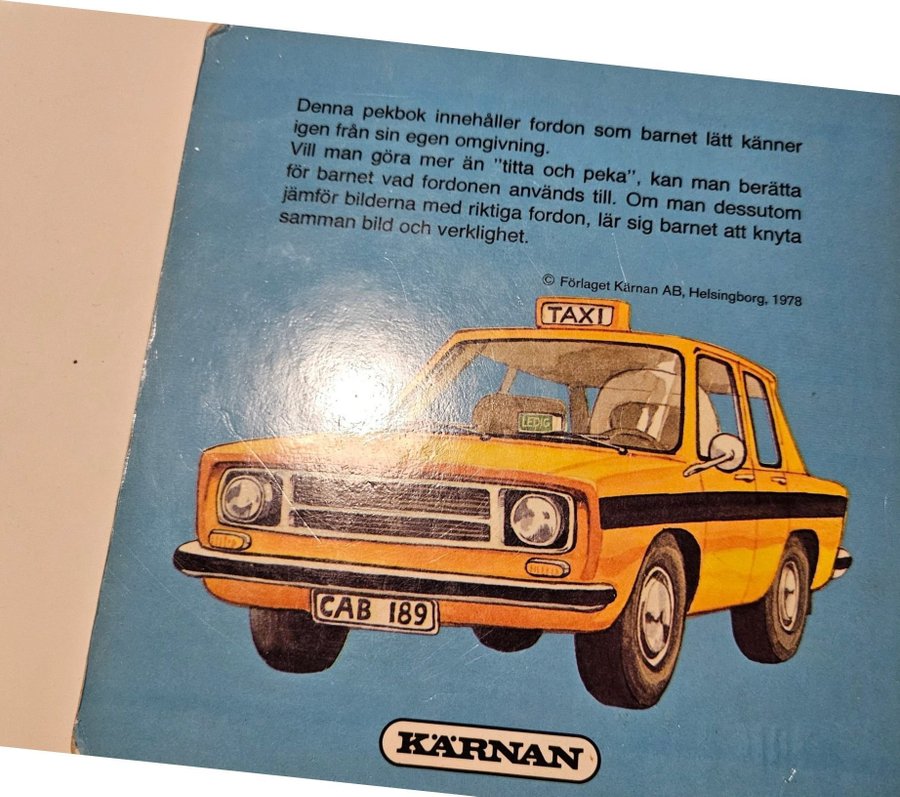 Denna pekbok innehåller fordon som barnet lätt känner
igen från sin egen omgivning.
Vill man göra mer än "titta och peka", kan man berätta
för barnet vad fordonen används till. Om man dessutom
jämför bilderna med riktiga fordon, lär sig barnet att knyta
samman bild och verklighet.
© Förlaget Kärnan AB, Helsingborg, 1978
TAXI
LEDIG
CAB 189
KÄRNAN